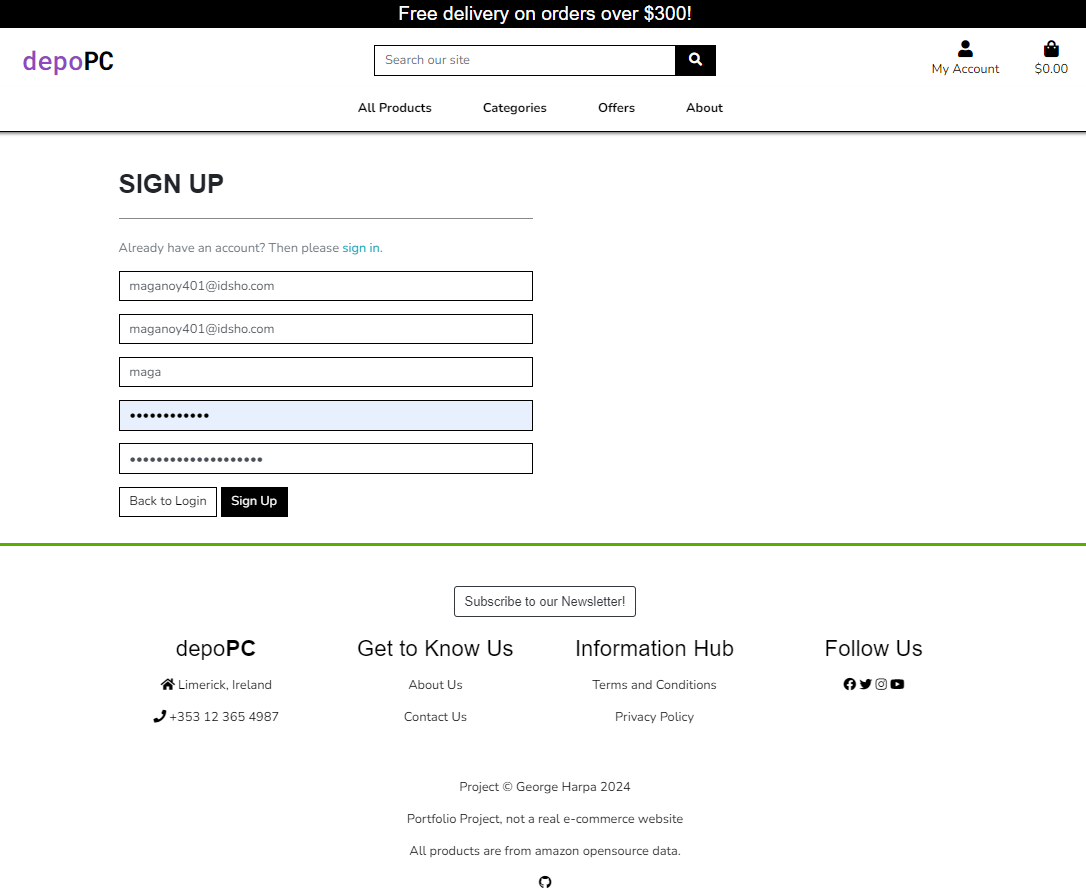 Free delivery on orders over $300!
depoPC
Search our site
My Account
$0.00
All Products Categories Offers About
SIGN UP
Already have an account? Then please sign in.
maganoy401@idsho.com
maganoy401@idsho.com
maga
••••••••••••
••••••••••••••••••••
Back to Login Sign Up
Subscribe to our Newsletter!
depoPC
Limerick, Ireland
+353 12 365 4987
Get to Know Us
About Us
Contact Us
Information Hub
Terms and Conditions
Privacy Policy
Follow Us
Project © George Harpa 2024
Portfolio Project, not a real e-commerce website
All products are from amazon opensource data.